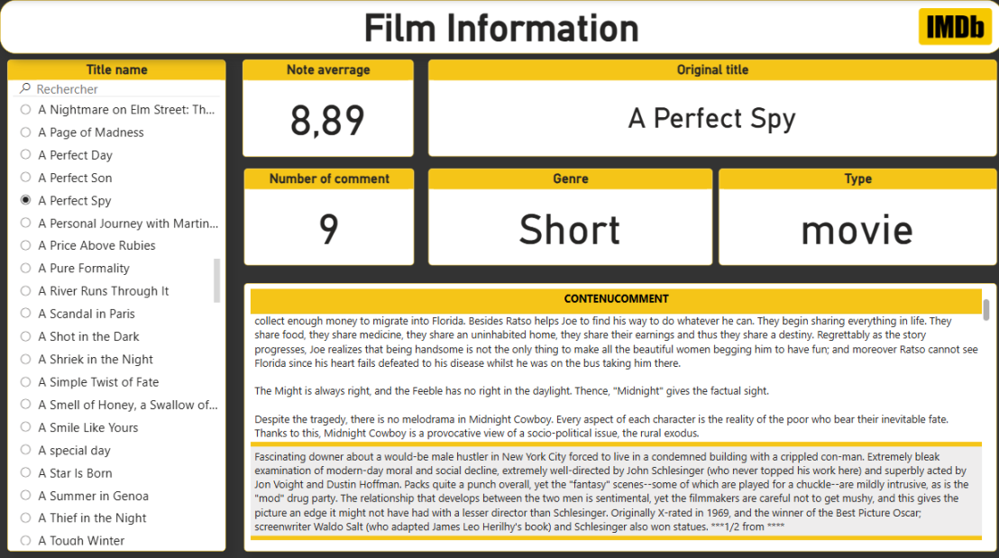 Film Information
IMDb
Title name
Rechercher
A Nightmare on Elm Street: Th...
A Page of Madness
A Perfect Day
A Perfect Son
A Perfect Spy
A Personal Journey with Martin...
A Price Above Rubies
A Pure Formality
A River Runs Through It
A Scandal in Paris
A Shot in the Dark
A Shriek in the Night
A Simple Twist of Fate
A Smell of Honey, a Swallow of...
A Smile Like Yours
A special day
A Star Is Born
A Summer in Genoa
A Thief in the Night
A Tough Winter
Note averrage
8,89
Original title
A Perfect Spy
Number of comment
9
Genre
Short
Type
movie
CONTENUCOMMENT
collect enough money to migrate into Florida. Besides Ratso helps Joe to find his way to do whatever he can. They begin sharing everything in life. They
share food, they share medicine, they share an uninhabited home, they share their earnings and thus they share a destiny. Regrettably as the story
progresses, Joe realizes that being handsome is not the only thing to make all the beautiful women begging him to have fun; and moreover Ratso cannot see
Florida since his heart fails defeated to his disease whilst he was on the bus taking him there.
The Might is always right, and the Feeble has no right in the daylight. Thence, "Midnight" gives the factual sight.
Despite the tragedy, there is no melodrama in Midnight Cowboy. Every aspect of each character is the reality of the poor who bear their inevitable fate.
Thanks to this, Midnight Cowboy is a provocative view of a socio-political issue, the rural exodus.
Fascinating downer about a would-be male hustler in New York City forced to live in a condemned building with a crippled con-man. Extremely bleak
examination of modern-day moral and social decline, extremely well-directed by John Schlesinger (who never topped his work here) and superbly acted by
Jon Voight and Dustin Hoffman. Packs quite a punch overall, yet the "fantasy" scenes--some of which are played for a chuckle--are mildly intrusive, as is the
"mod" drug party. The relationship that develops between the two men is sentimental, yet the filmmakers are careful not to get mushy, and this gives the
picture an edge it might not have had with a lesser director than Schlesinger. Originally X-rated in 1969, and the winner of the Best Picture Oscar;
screenwriter Waldo Salt (who adapted James Leo Herilhy's book) and Schlesinger also won statues. ***1/2 from ****